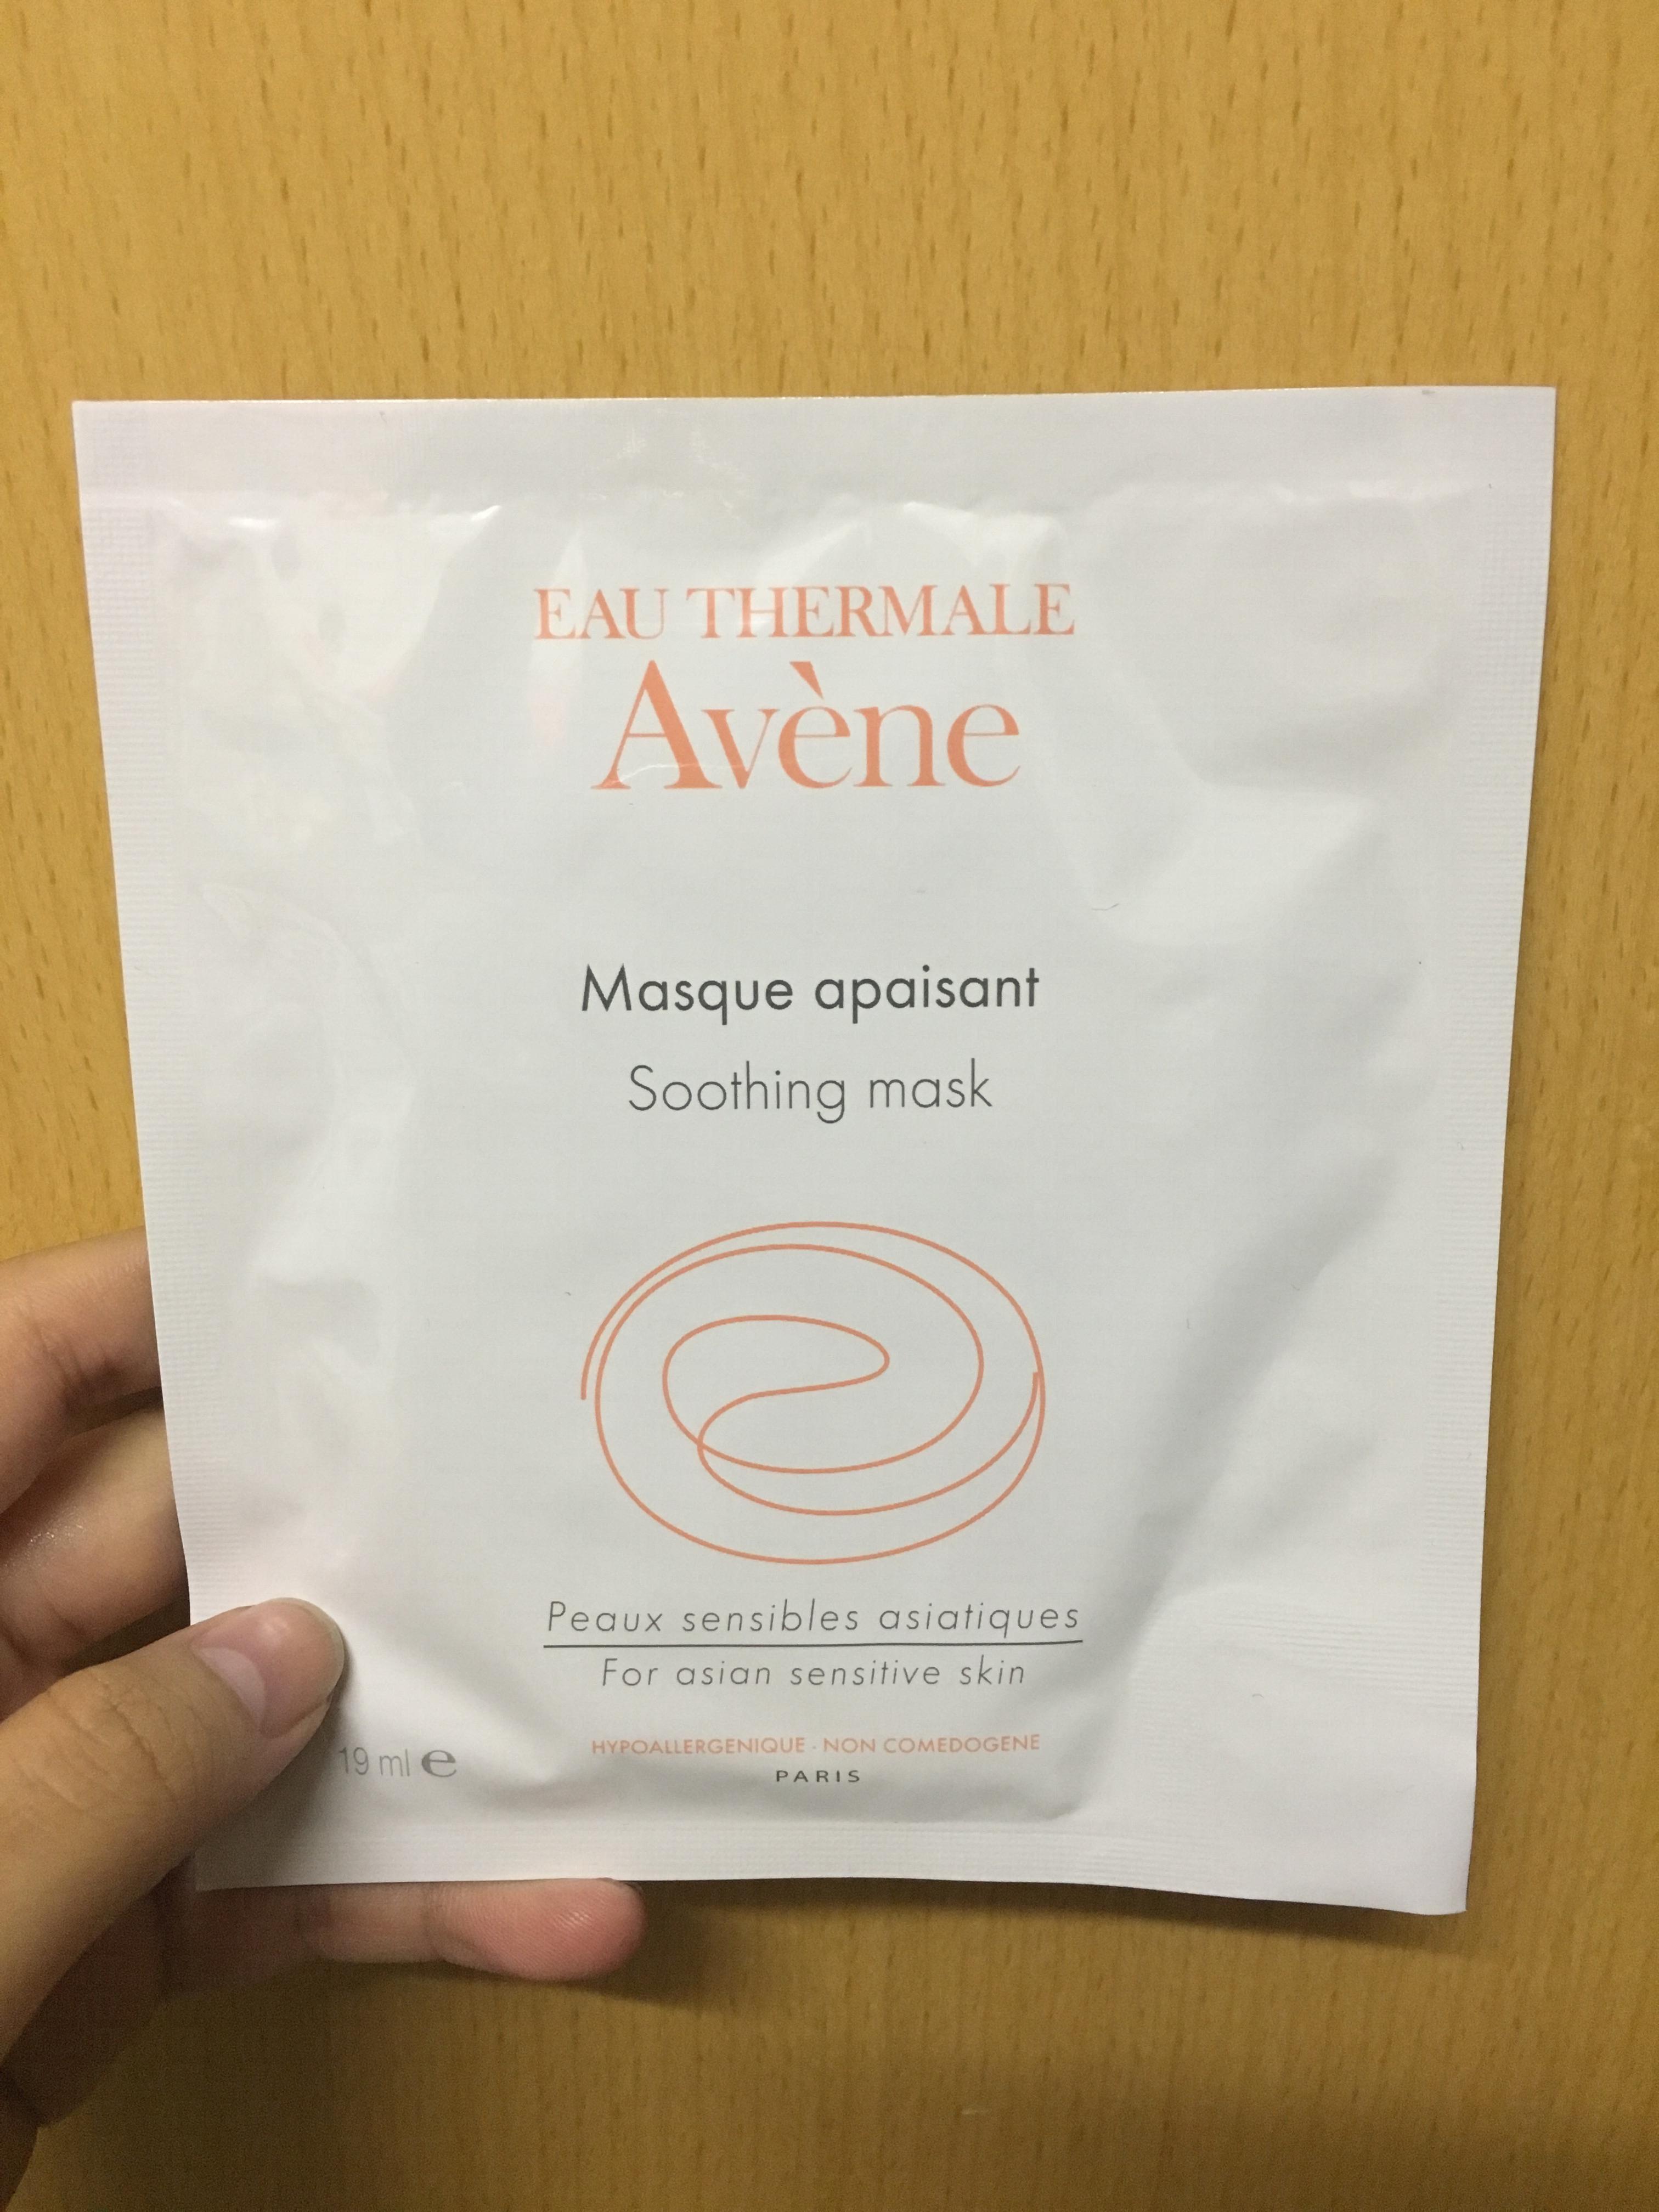 EAU THERMALE
Avène
Masque apaisant
Soothing mask
Peaux sensibles asiatiques
For asian sensitive skin
HYPOALLERGENIQUE - NON COMEDOGENE
PARIS
19 ml ℮